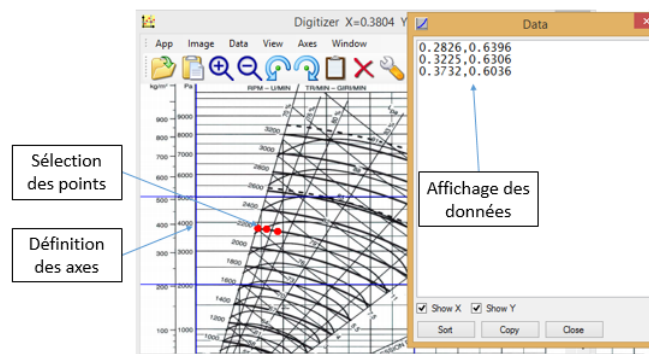 Digitizer X=0.3804 Y
Data
App Image Data View Axes Window
0.2826,0.6396
0.3225,0.6306
0.3732,0.6036
kg/m² Pa RPM – U/MIN TR/MIN – GIRI/MIN
900
9000
800
8000
3200
700
7000
3000
600
6000
2800
2600
500
5000
2400
400
4000
2200
2000
300
3000
1800
200
2000
1600
1400
1200
100
1000
1000
Sélection
des points
Définition
des axes
Affichage des
données
Show X Show Y
Sort Copy Close